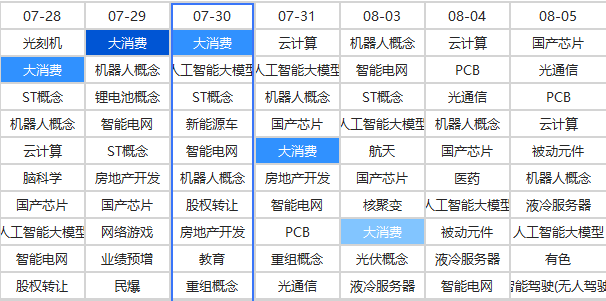 07-28 07-29 07-30 07-31 08-03 08-04 08-05
光刻机 大消费 大消费 云计算 机器人概念 云计算 国产芯片
大消费 机器人概念 人工智能大模型 人工智能大模型 智能电网 PCB 光通信
ST概念 锂电池概念 ST概念 机器人概念 ST概念 光通信 PCB
机器人概念 智能电网 新能源车 国产芯片 人工智能大模型 机器人概念 云计算
云计算 ST概念 智能电网 大消费 航天 国产芯片 被动元件
脑科学 房地产开发 机器人概念 房地产开发 国产芯片 医药 机器人概念
国产芯片 国产芯片 股权转让 智能电网 核聚变 人工智能大模型 液冷服务器
人工智能大模型 网络游戏 房地产开发 PCB 大消费 被动元件 人工智能大模型
智能电网 业绩预增 教育 重组概念 光伏概念 液冷服务器 有色
股权转让 民爆 重组概念 光通信 液冷服务器 智能电网 智能驾驶(无人驾驶